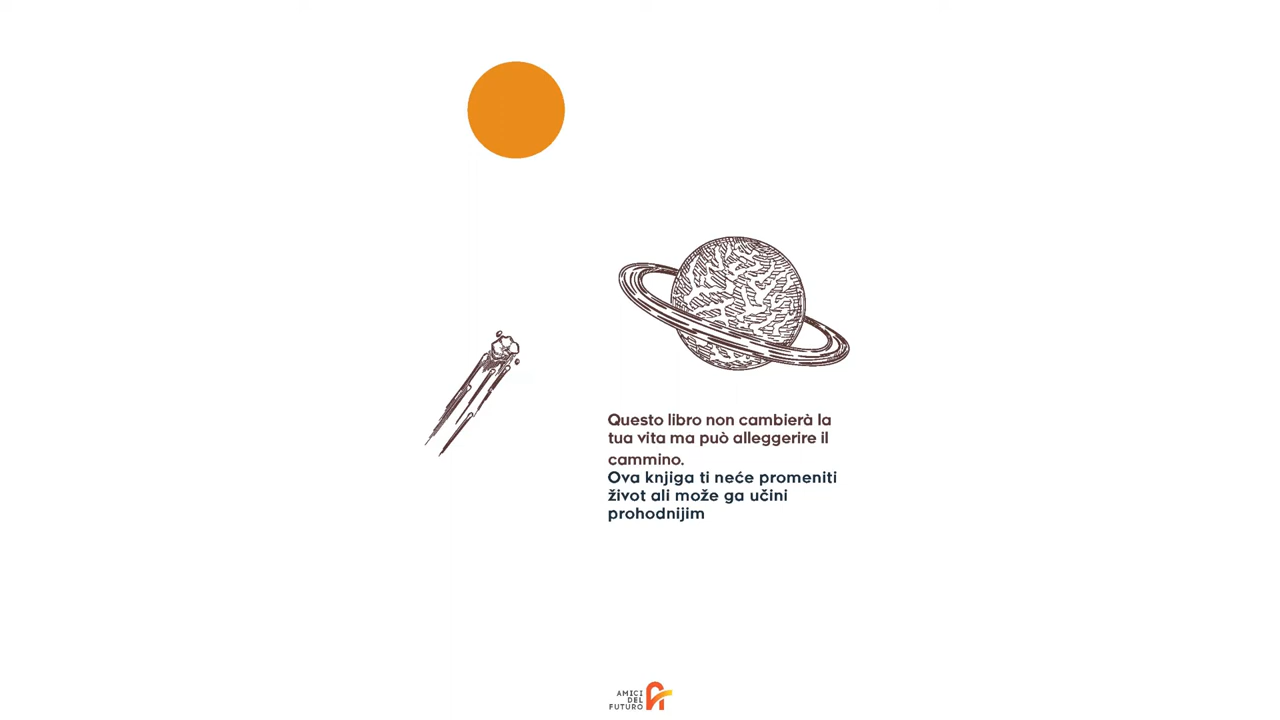 Questo libro non cambierà la
tua vita ma può alleggerire il
cammino.
Ova knjiga ti neće promeniti
život ali može ga učini
prohodnijim
AMICI
DEL
FUTURO